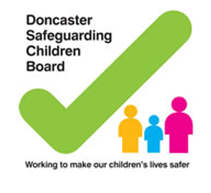 Doncaster
Safeguarding
Children
Board
Working to make our children's lives safer